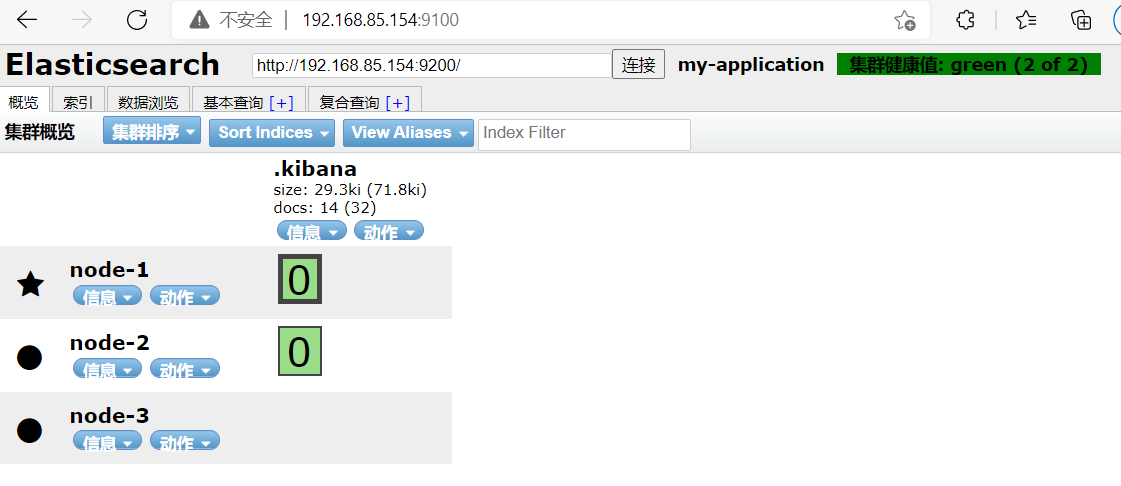 不安全 192.168.85.154:9100
Elasticsearch http://192.168.85.154:9200/ 连接 my-application 集群健康值: green (2 of 2)
概览 索引 数据浏览 基本查询 [+] 复合查询 [+]
集群概览 集群排序 Sort Indices View Aliases Index Filter
.kibana
size: 29.3ki (71.8ki)
docs: 14 (32)
信息 动作
node-1 0
信息 动作
node-2 0
信息 动作
node-3
信息 动作